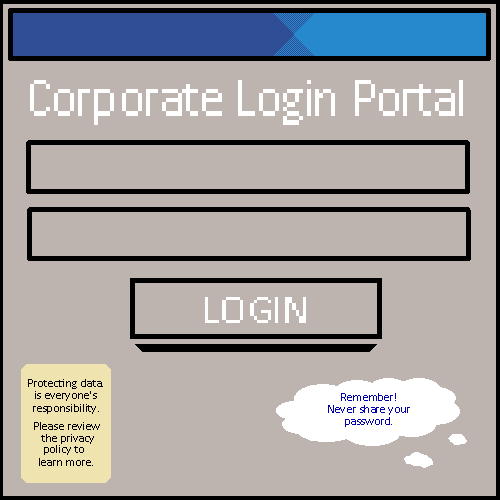 Corporate Login Portal
LOGIN
Protecting data
is everyone's
responsibility.
Please review
the privacy
policy to
learn more.
Remember!
Never share your
password.